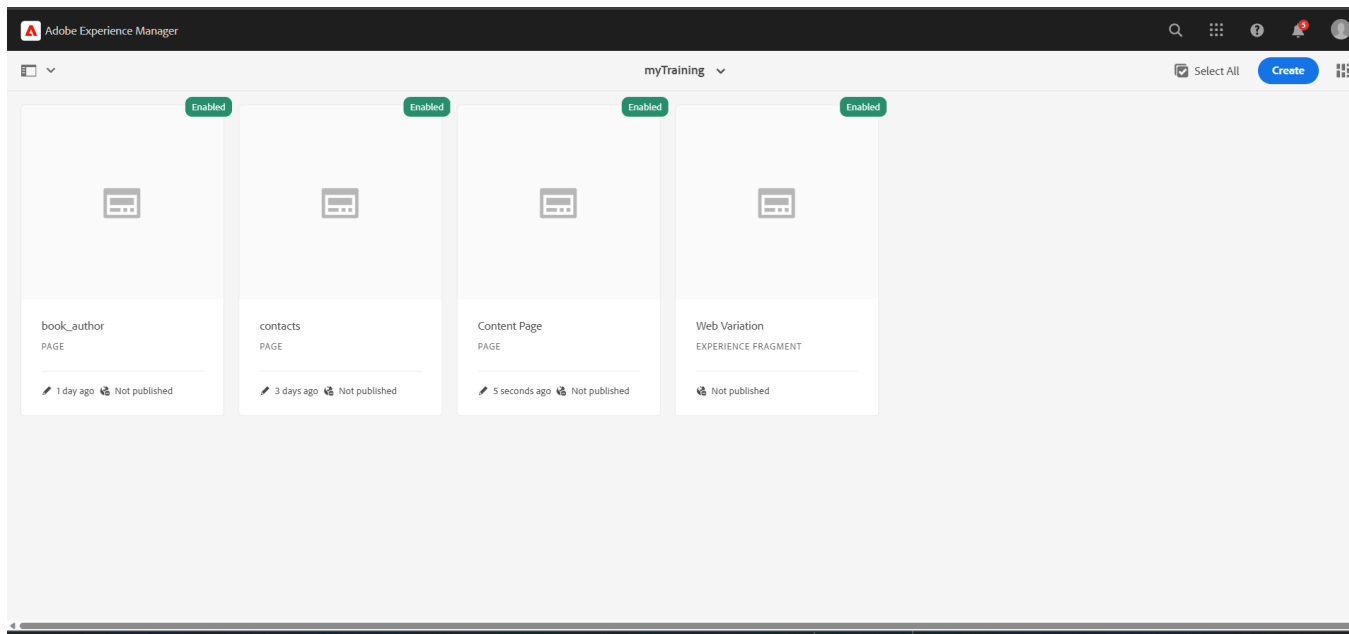 Adobe Experience Manager
5
myTraining
Select All
Create
Enabled
Enabled
Enabled
Enabled
book_author
PAGE
1 day ago Not published
contacts
PAGE
3 days ago Not published
Content Page
PAGE
5 seconds ago Not published
Web Variation
EXPERIENCE FRAGMENT
Not published